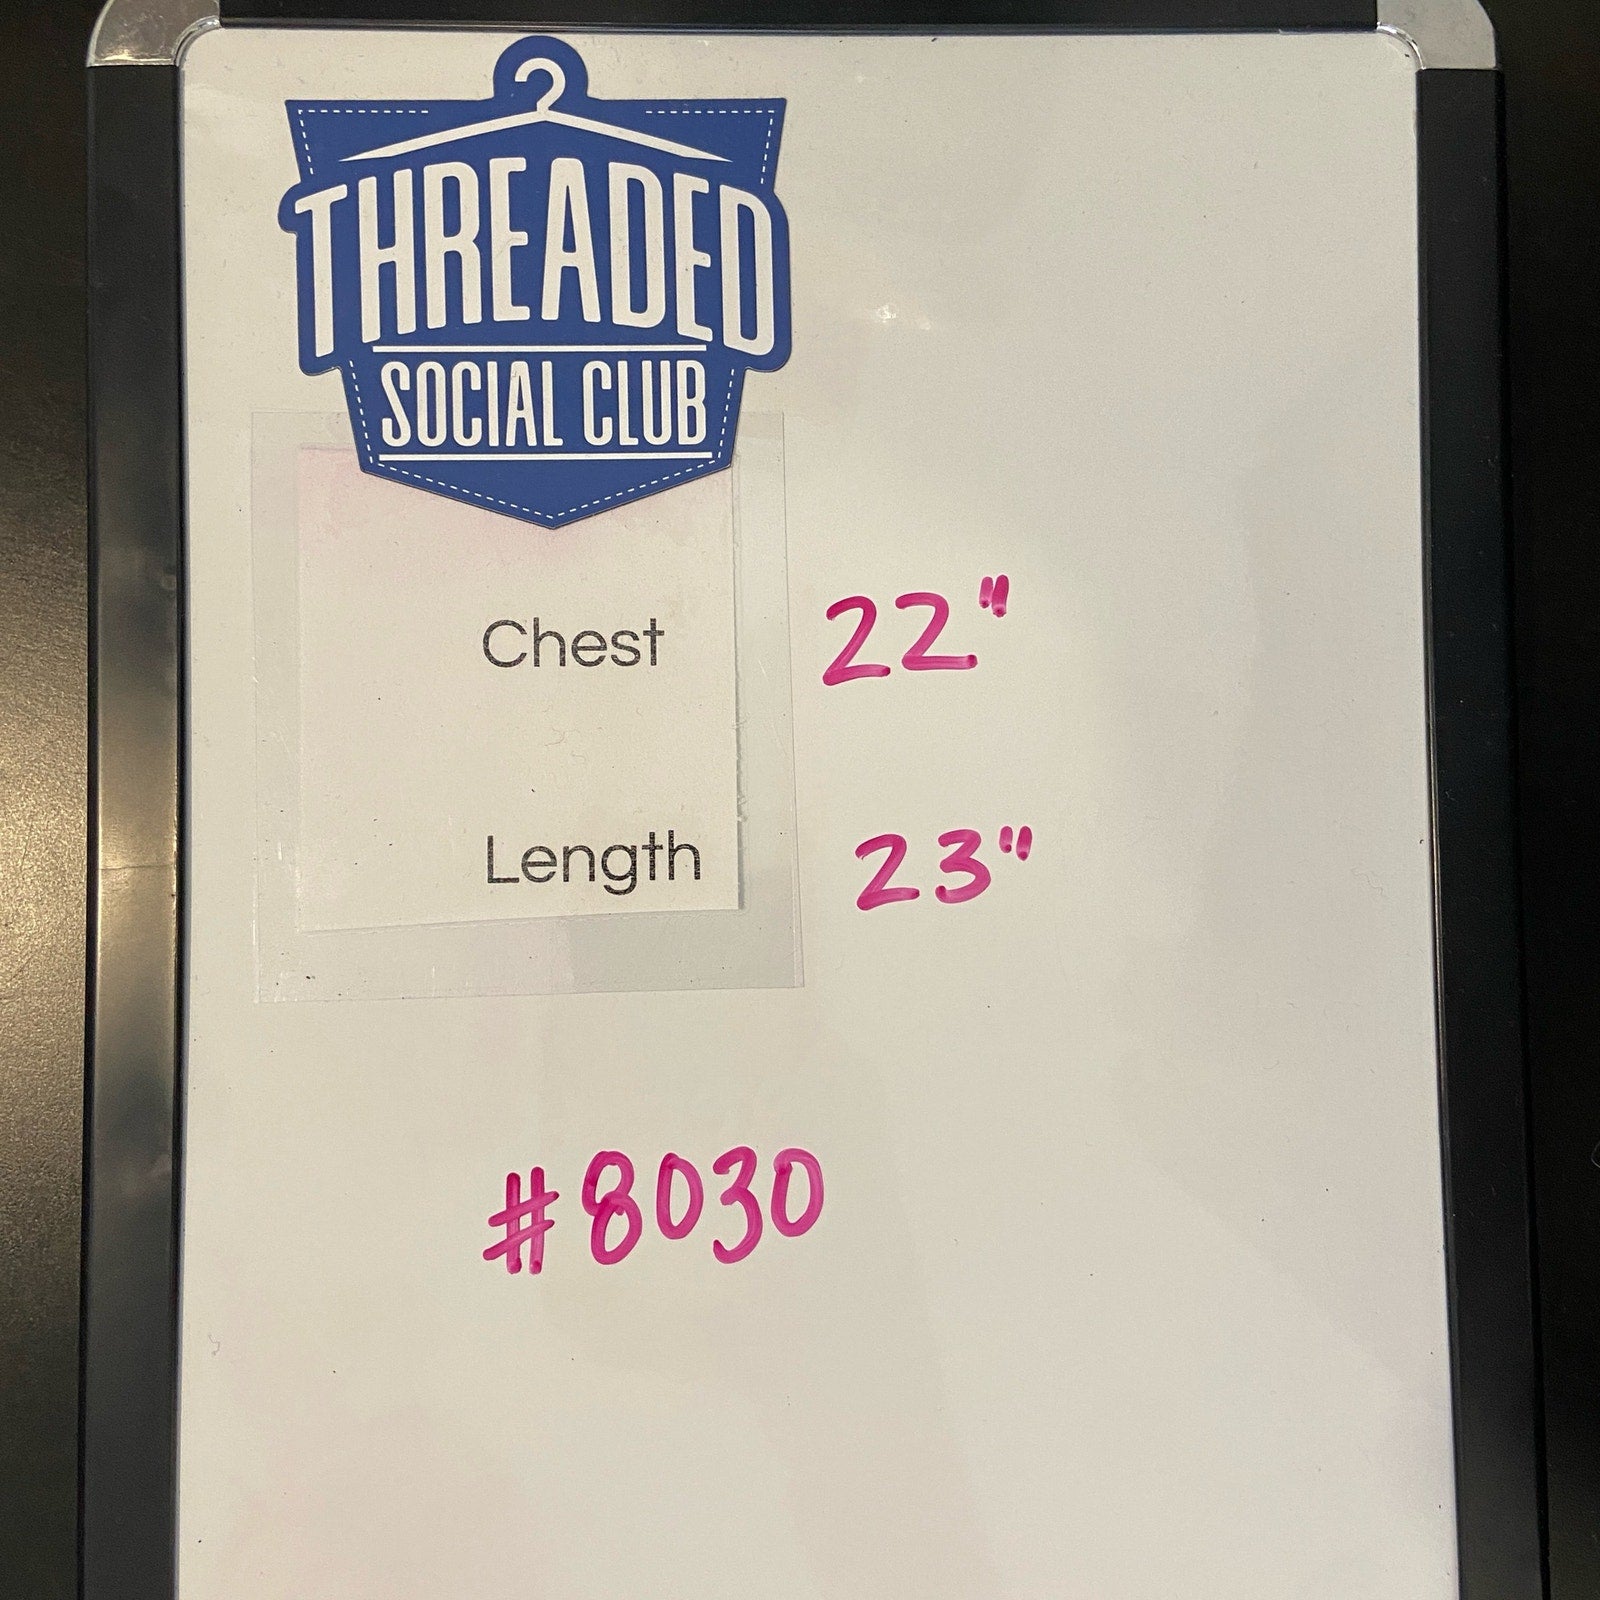 THREADED
SOCIAL CLUB
Chest 22"
Length 23"
#8030